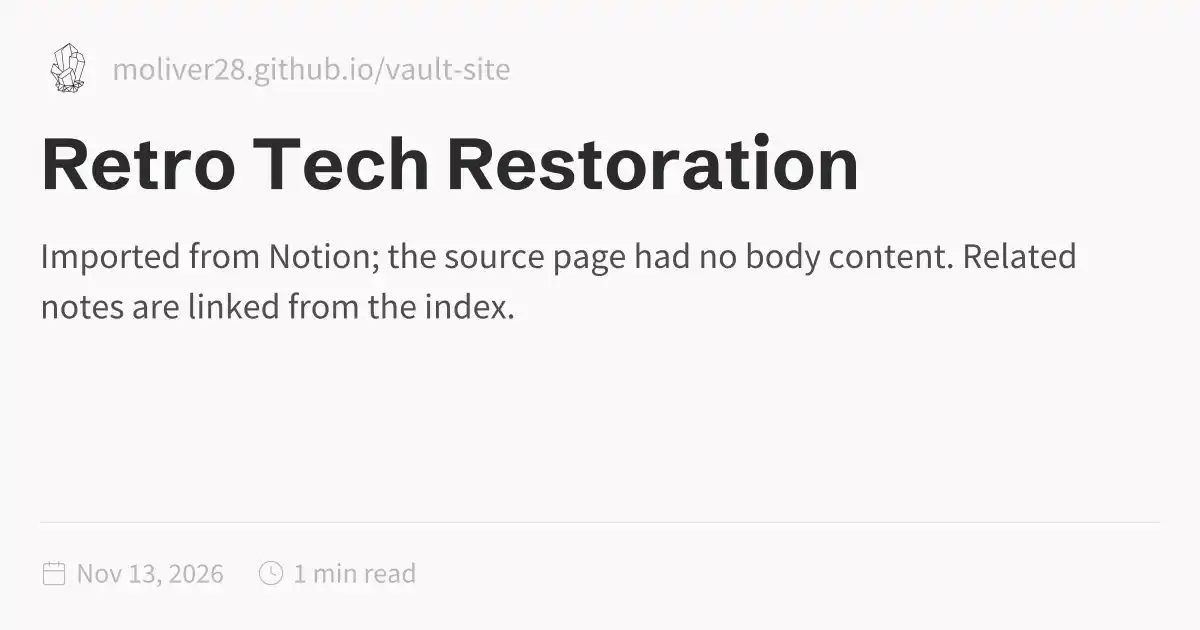 moliver28.github.io/vault-site
Retro Tech Restoration
Imported from Notion; the source page had no body content. Related
notes are linked from the index.
Nov 13, 2026
1 min read